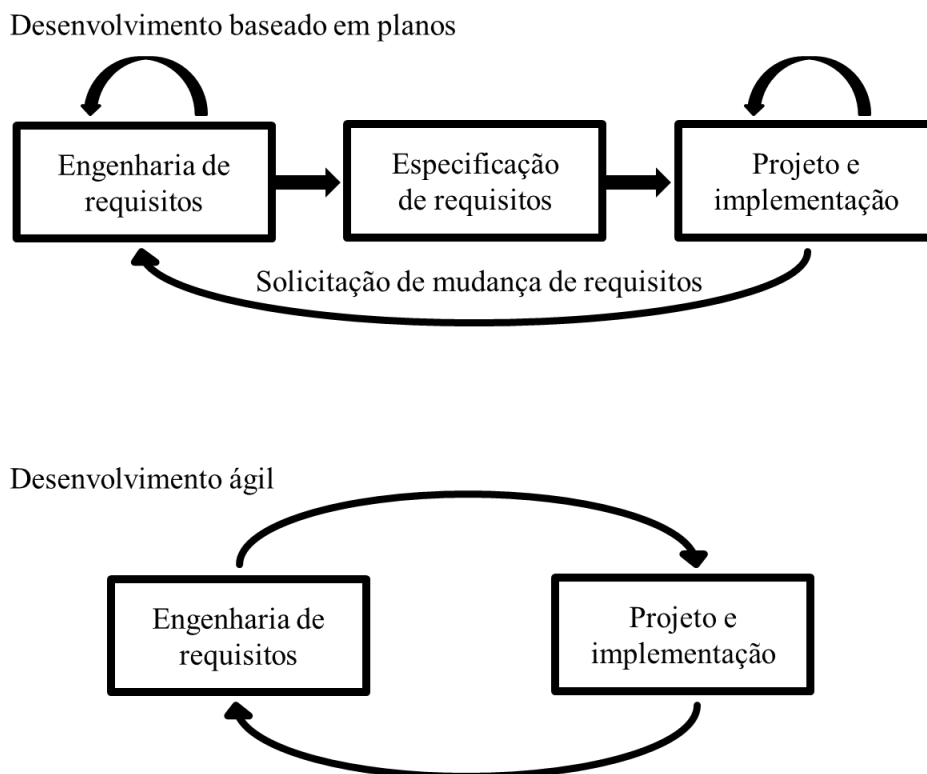 Desenvolvimento baseado em planos
Engenharia de
requisitos
Especificação
de requisitos
Projeto e
implementação
Solicitação de mudança de requisitos
Desenvolvimento ágil
Engenharia de
requisitos
Projeto e
implementação